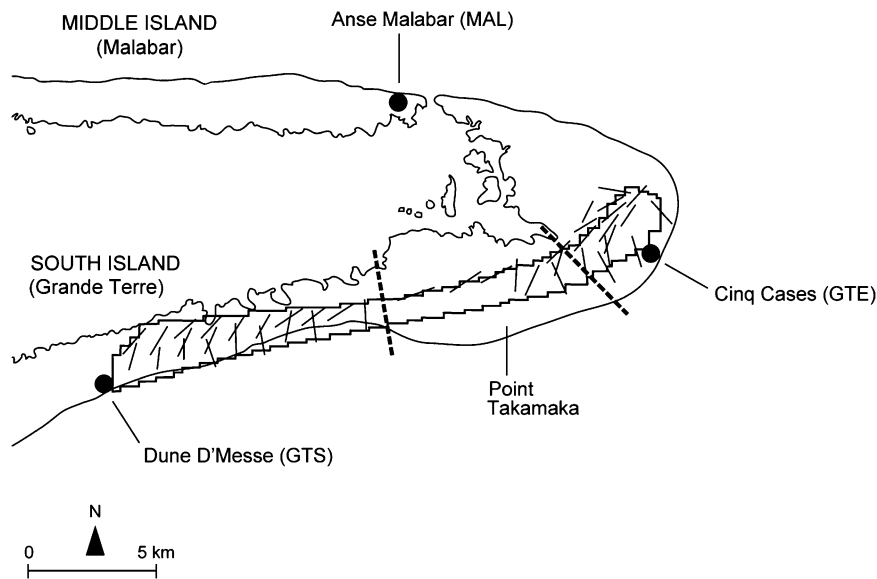 Anse Malabar (MAL)
MIDDLE ISLAND
(Malabar)
SOUTH ISLAND
(Grande Terre)
Cinq Cases (GTE)
Point
Takamaka
Dune D'Messe (GTS)
N
0 5 km